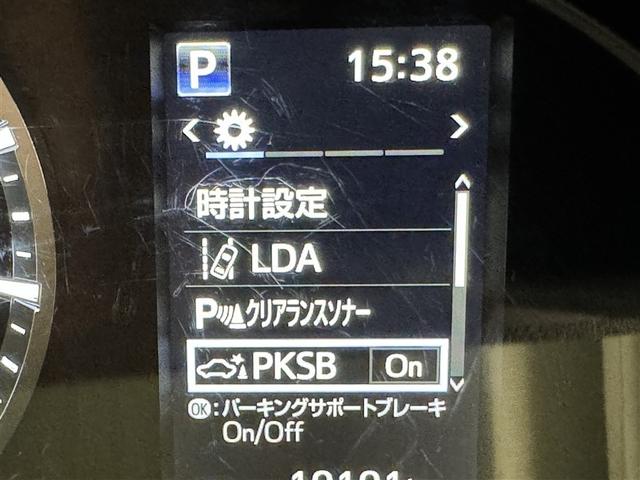 P 15:38
時計設定
LDA
Pクリアランスソナー
PKSB On
OK:パーキングサポートブレーキ
On/Off